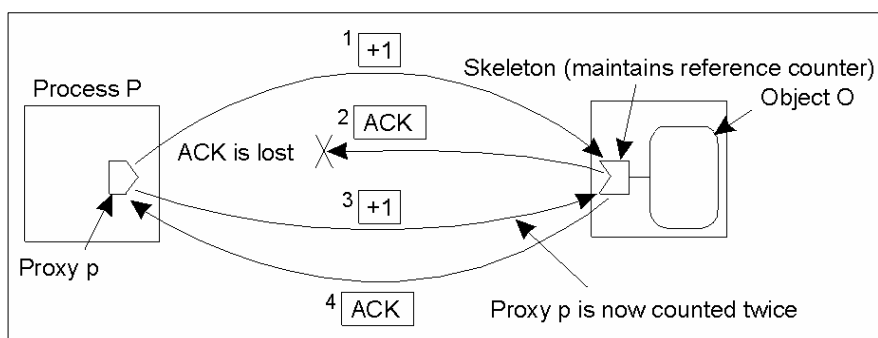 1 +1
Skeleton (maintains reference counter)
Process P
Object O
2 ACK
ACK is lost
3 +1
Proxy p
4 ACK
Proxy p is now counted twice